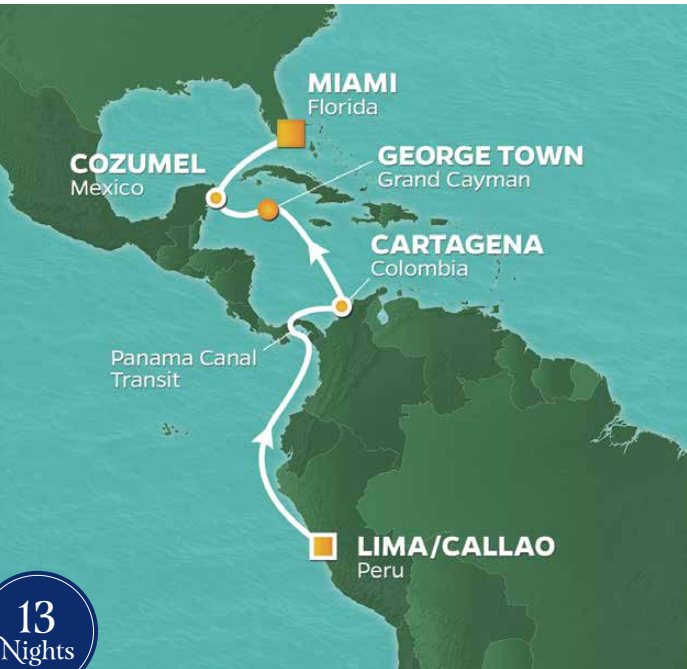 MIAMI
Florida
COZUMEL
Mexico
GEORGE TOWN
Grand Cayman
CARTAGENA
Colombia
Panama Canal
Transit
LIMA/CALLAO
Peru
13
Nights